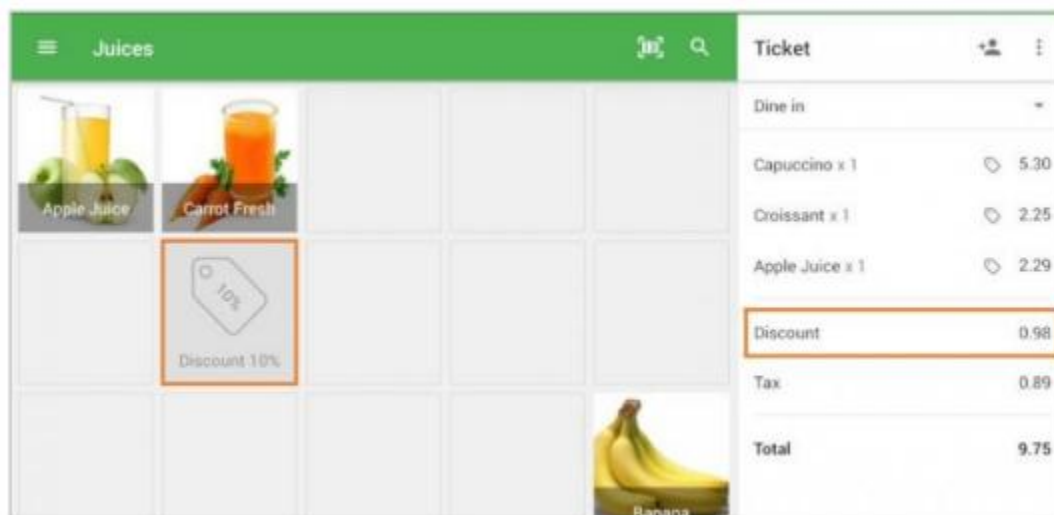 Juices
Apple Juice
Carrot Fresh
10%
Discount 10%
Banana
Ticket
Dine in
Capuccino x 1 5.30
Croissant x 1 2.25
Apple Juice x 1 2.29
Discount 0.98
Tax 0.89
Total 9.75